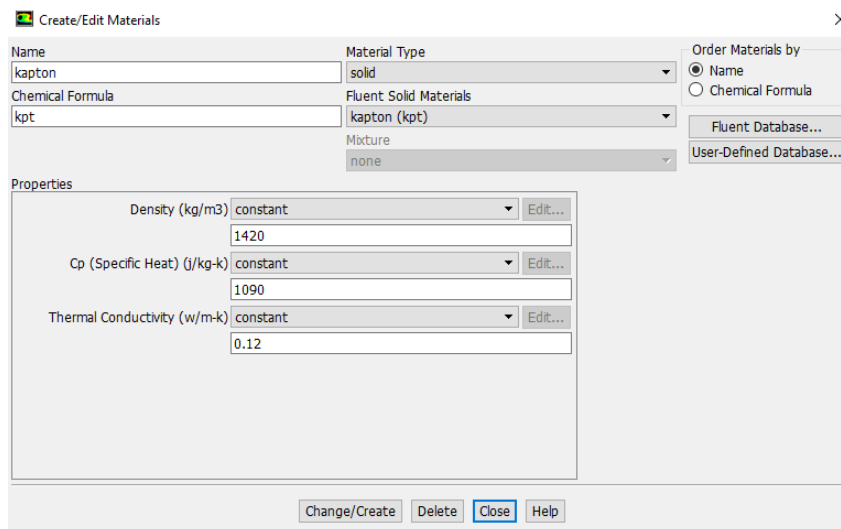 Create/Edit Materials
Name
kapton
Material Type
solid
Order Materials by
Name
Chemical Formula
Chemical Formula
kpt
Fluent Solid Materials
kapton (kpt)
Fluent Database...
Mixture
none
User-Defined Database...
Properties
Density (kg/m3) constant Edit...
1420
Cp (Specific Heat) (j/kg-k) constant Edit...
1090
Thermal Conductivity (w/m-k) constant Edit...
0.12
Change/Create Delete Close Help